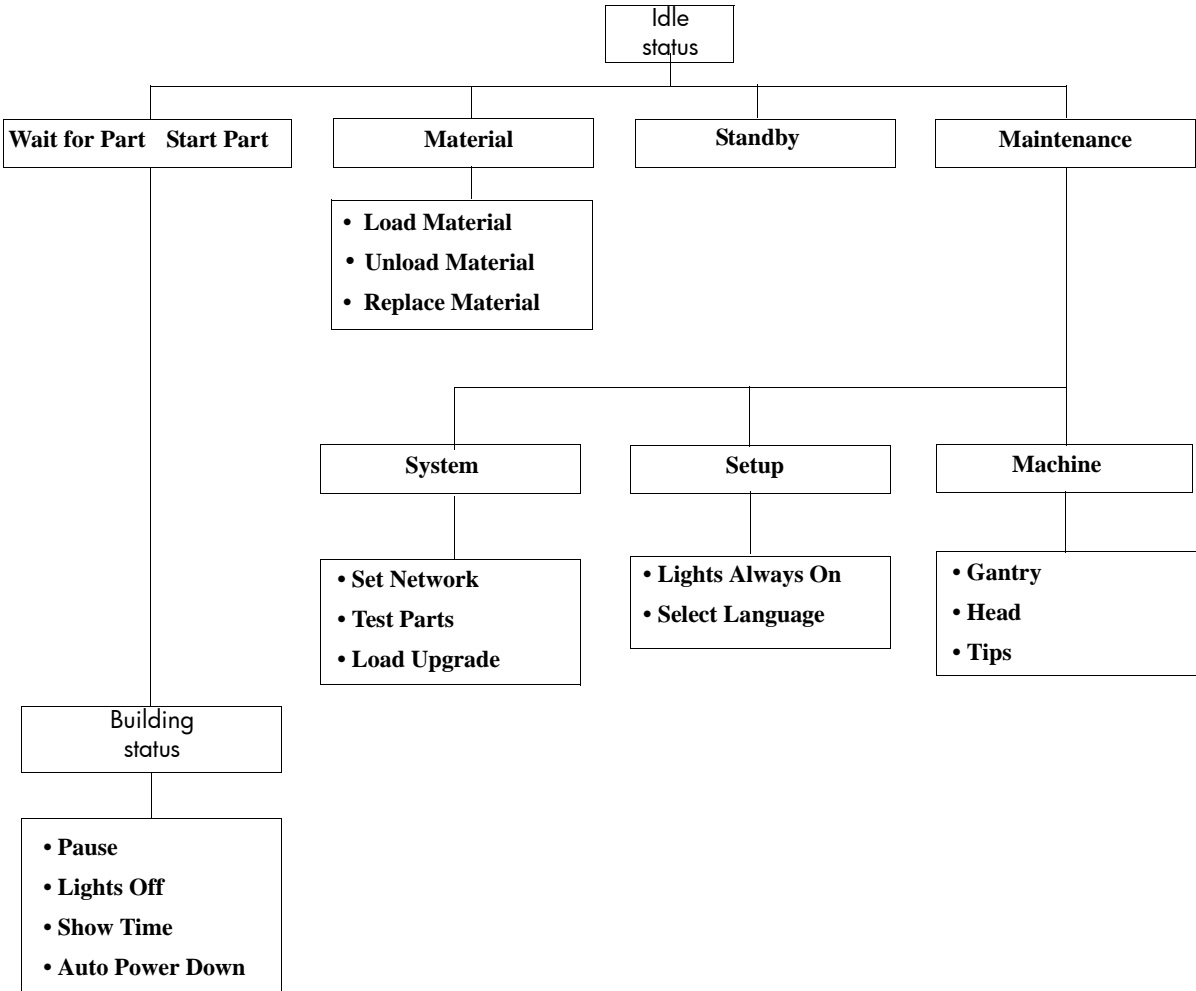 Idle
status
Wait for Part Start Part
Material
Standby
Maintenance
• Load Material
• Unload Material
• Replace Material
System
Setup
Machine
• Set Network
• Test Parts
• Load Upgrade
• Lights Always On
• Select Language
• Gantry
• Head
• Tips
Building
status
• Pause
• Lights Off
• Show Time
• Auto Power Down